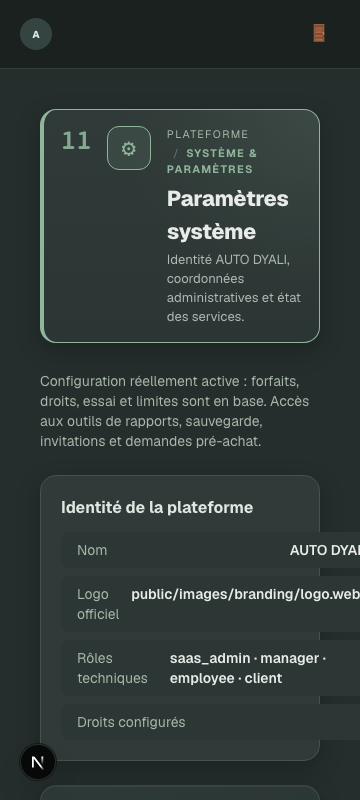 A
11
PLATEFORME
/ SYSTÈME &
PARAMÈTRES
Paramètres
système
Identité AUTO DYALI,
coordonnées
administratives et état
des services.
Configuration réellement active : forfaits,
droits, essai et limites sont en base. Accès
aux outils de rapports, sauvegarde,
invitations et demandes pré-achat.
Identité de la plateforme
Nom AUTO DYAL
Logo officiel public/images/branding/logo.web
Rôles techniques saas_admin · manager ·
employee · client
Droits configurés
N